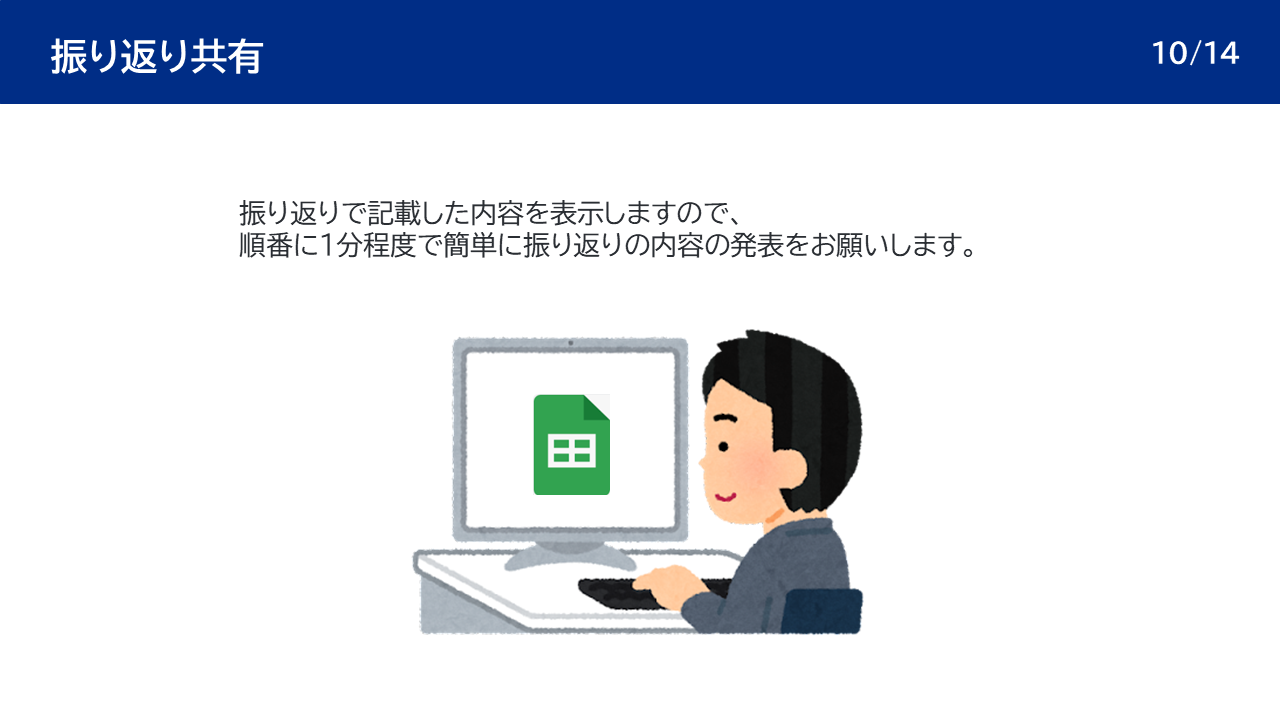 振り返り共有
10/14
振り返りで記載した内容を表示しますので、
順番に1分程度で簡単に振り返りの内容の発表をお願いします。